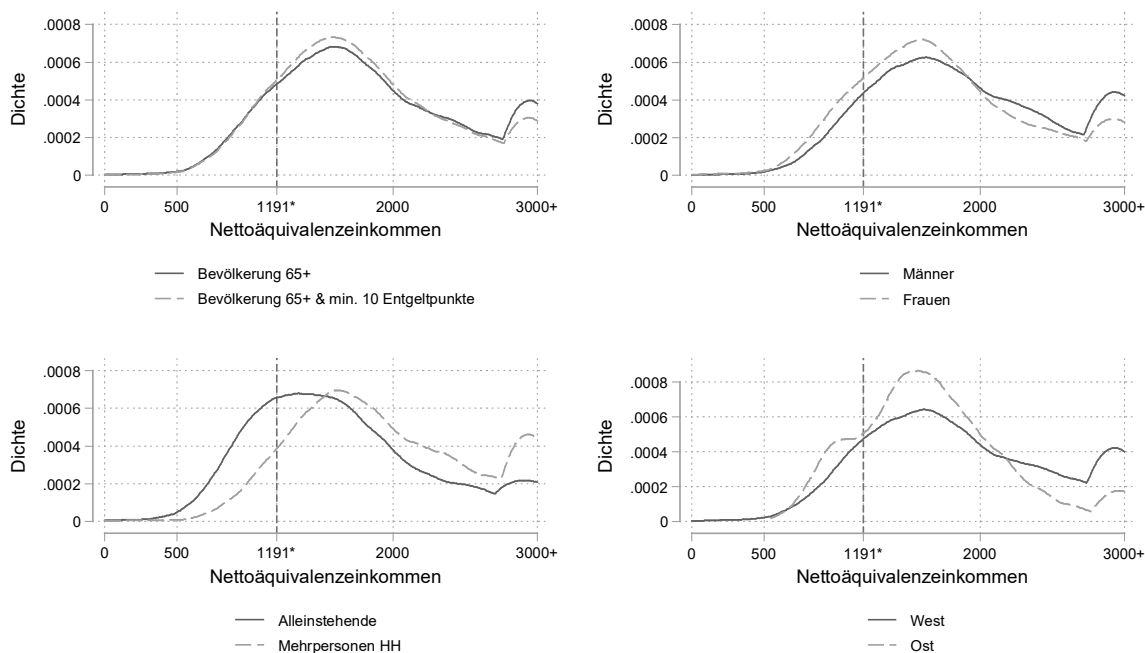 .0008
.0006
.0004
.0002
0
Dichte
0 500 1191* 2000 3000+
Nettoäquivalenzeinkommen
Bevölkerung 65+
Bevölkerung 65+ & min. 10 Entgeltpunkte
.0008
.0006
.0004
.0002
0
Dichte
0 500 1191* 2000 3000+
Nettoäquivalenzeinkommen
Männer
Frauen
.0008
.0006
.0004
.0002
0
Dichte
0 500 1191* 2000 3000+
Nettoäquivalenzeinkommen
Alleinstehende
Mehrpersonen HH
.0008
.0006
.0004
.0002
0
Dichte
0 500 1191* 2000 3000+
Nettoäquivalenzeinkommen
West
Ost